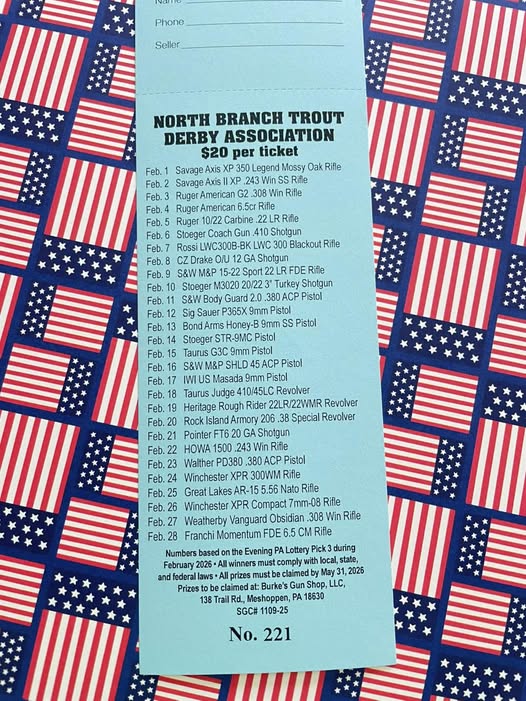 Name
Phone
Seller
NORTH BRANCH TROUT
DERBY ASSOCIATION
$20 per ticket
Feb. 1 Savage Axis XP 350 Legend Mossy Oak Rifle
Feb. 2 Savage Axis II XP .243 Win SS Rifle
Feb. 3 Ruger American G2 .308 Win Rifle
Feb. 4 Ruger American 6.5cr Rifle
Feb. 5 Ruger 10/22 Carbine .22 LR Rifle
Feb. 6 Stoeger Coach Gun .410 Shotgun
Feb. 7 Rossi LWC300B-BK LWC 300 Blackout Rifle
Feb. 8 CZ Drake O/U 12 GA Shotgun
Feb. 9 S&W M&P 15-22 Sport 22 LR FDE Rifle
Feb. 10 Stoeger M3020 20/22 3" Turkey Shotgun
Feb. 11 S&W Body Guard 2.0 .380 ACP Pistol
Feb. 12 Sig Sauer P365X 9mm Pistol
Feb. 13 Bond Arms Honey-B 9mm SS Pistol
Feb. 14 Stoeger STR-9MC Pistol
Feb. 15 Taurus G3C 9mm Pistol
Feb. 16 S&W M&P SHLD 45 ACP Pistol
Feb. 17 IWI US Masada 9mm Pistol
Feb. 18 Taurus Judge 410/45LC Revolver
Feb. 19 Heritage Rough Rider 22LR/22WMR Revolver
Feb. 20 Rock Island Armory 206 .38 Special Revolver
Feb. 21 Pointer FT6 20 GA Shotgun
Feb. 22 HOWA 1500 .243 Win Rifle
Feb. 23 Walther PD380 .380 ACP Pistol
Feb. 24 Winchester XPR 300WM Rifle
Feb. 25 Great Lakes AR-15 5.56 Nato Rifle
Feb. 26 Winchester XPR Compact 7mm-08 Rifle
Feb. 27 Weatherby Vanguard Obsidian .308 Win Rifle
Feb. 28 Franchi Momentum FDE 6.5 CM Rifle
Numbers based on the Evening PA Lottery Pick 3 during
February 2026 • All winners must comply with local, state,
and federal laws • All prizes must be claimed by May 31, 2026
Prizes to be claimed at: Burke's Gun Shop, LLC,
138 Trail Rd., Meshoppen, PA 18630
SGC# 1109-25
No. 221